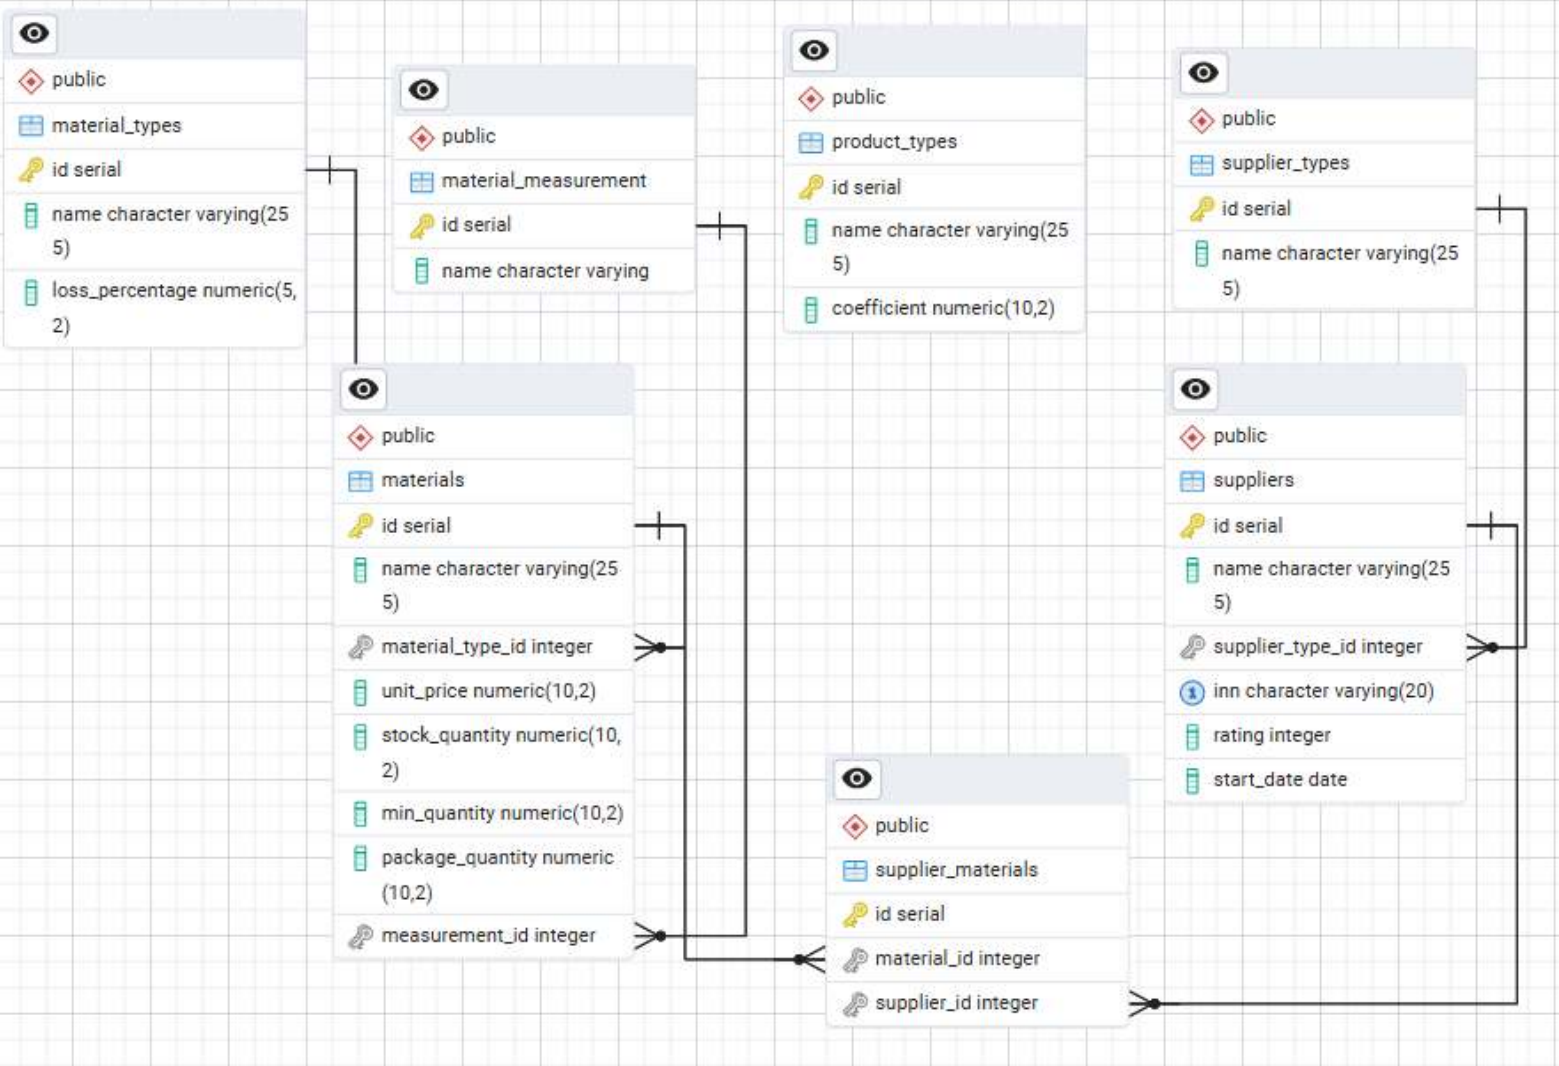 public
material_types
id serial
name character varying(25
5)
loss_percentage numeric(5,
2)
public
material_measurement
id serial
name character varying
public
product_types
id serial
name character varying(25
5)
coefficient numeric(10,2)
public
supplier_types
id serial
name character varying(25
5)
public
materials
id serial
name character varying(25
5)
material_type_id integer
unit_price numeric(10,2)
stock_quantity numeric(10,
2)
min_quantity numeric(10,2)
package_quantity numeric
(10,2)
measurement_id integer
public
suppliers
id serial
name character varying(25
5)
supplier_type_id integer
inn character varying(20)
rating integer
start_date date
public
supplier_materials
id serial
material_id integer
supplier_id integer